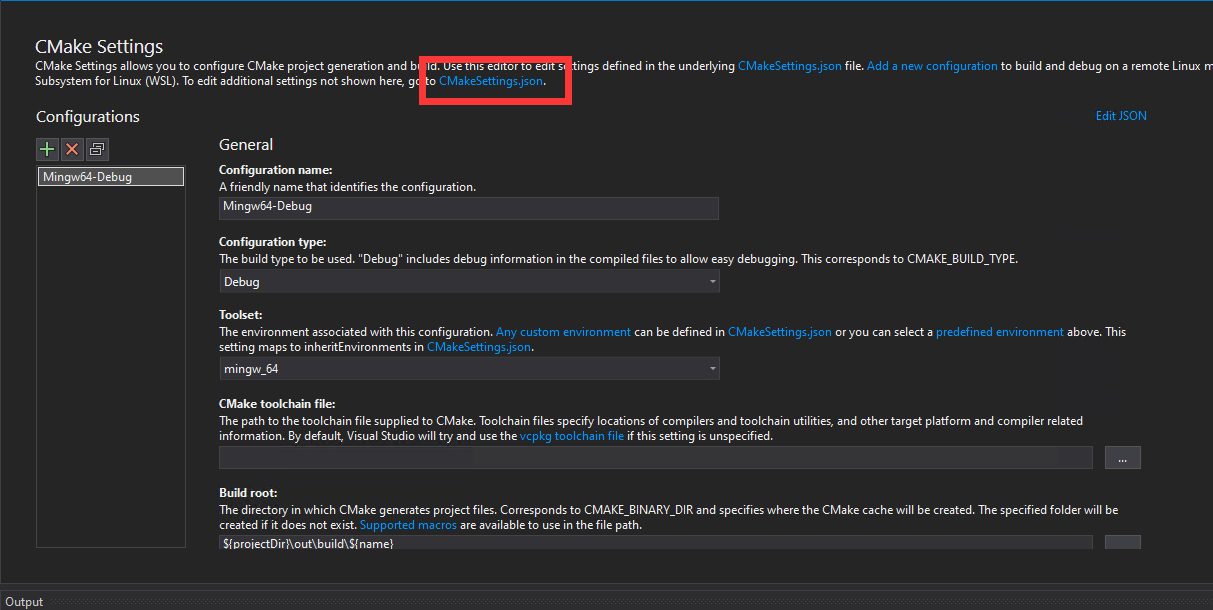 CMake Settings
CMake Settings allows you to configure CMake project generation and build. Use this editor to edit settings defined in the underlying CMakeSettings.json file. Add a new configuration to build and debug on a remote Linux m
Subsystem for Linux (WSL). To edit additional settings not shown here, go to CMakeSettings.json.
Configurations
Edit JSON
Mingw64-Debug
General
Configuration name:
A friendly name that identifies the configuration.
Mingw64-Debug
Configuration type:
The build type to be used. "Debug" includes debug information in the compiled files to allow easy debugging. This corresponds to CMAKE_BUILD_TYPE.
Debug
Toolset:
The environment associated with this configuration. Any custom environment can be defined in CMakeSettings.json or you can select a predefined environment above. This
setting maps to inheritEnvironments in CMakeSettings.json.
mingw_64
CMake toolchain file:
The path to the toolchain file supplied to CMake. Toolchain files specify locations of compilers and toolchain utilities, and other target platform and compiler related
information. By default, Visual Studio will try and use the vcpkg toolchain file if this setting is unspecified.
...
Build root:
The directory in which CMake generates project files. Corresponds to CMAKE_BINARY_DIR and specifies where the CMake cache will be created. The specified folder will be
created if it does not exist. Supported macros are available to use in the file path.
${projectDir}\out\build\${name}
Output